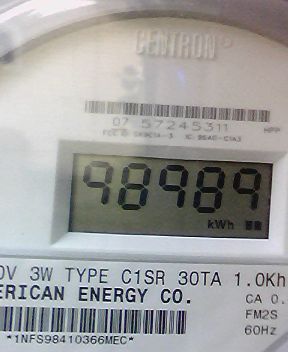 CENTRON
07 57245311
98989
kWh
0V 3W TYPE C1SR 30TA 1.0Kh
ERICAN ENERGY CO.
CA 0.
FM2S
60Hz
*1NFS98410366MEC*